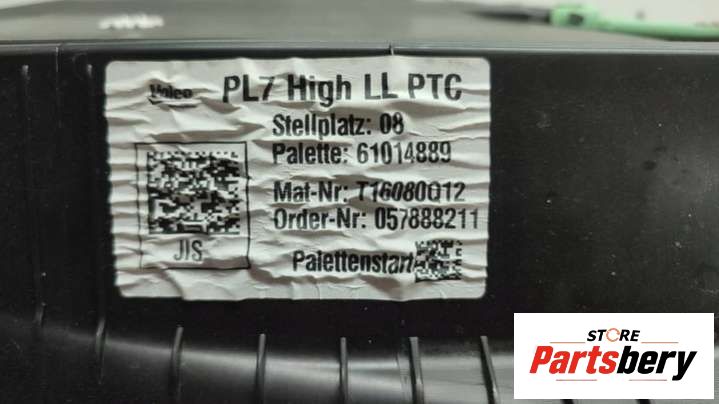 Valeo
PL7 High LL PTC
Stellplatz: 08
Palette: 61014889
Mat-Nr: T16080Q12
Order-Nr: 057888211
JIS
Palettenstart
STORE
Partsbery